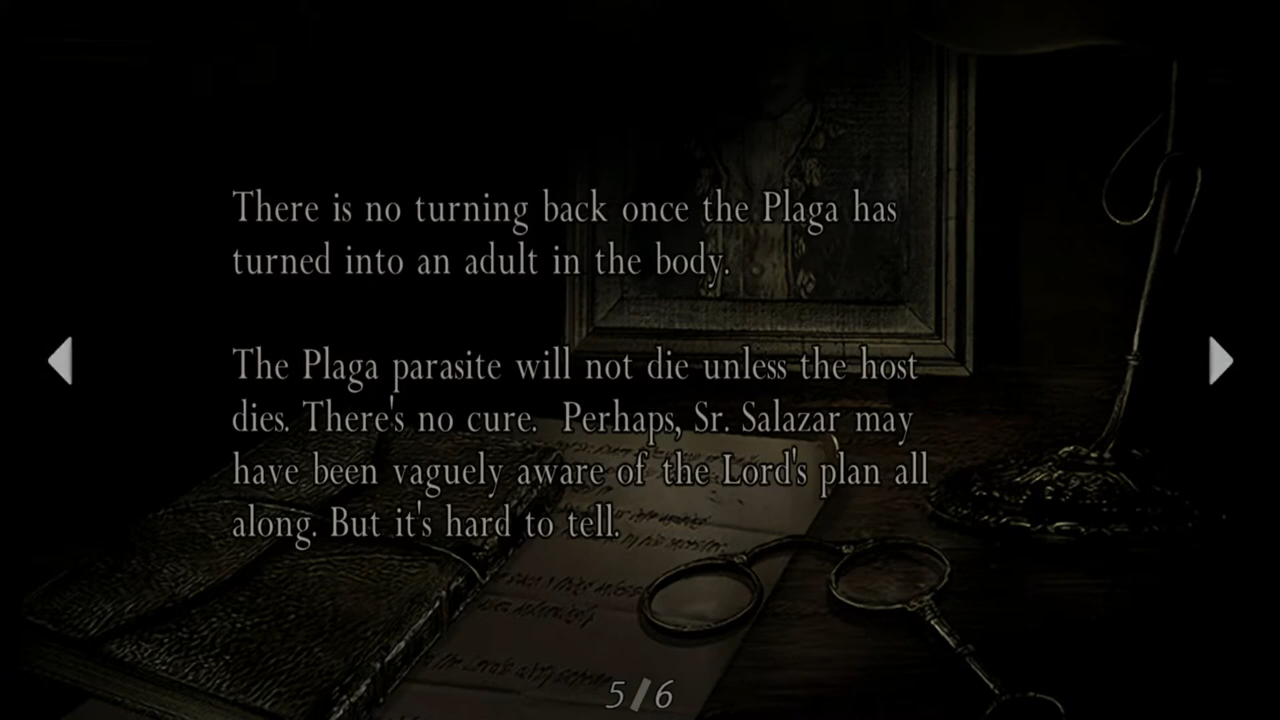 There is no turning back once the Plaga has
turned into an adult in the body.
The Plaga parasite will not die unless the host
dies. There's no cure.  Perhaps, Sr. Salazar may
have been vaguely aware of the Lord's plan all
along. But it's hard to tell.
5/6